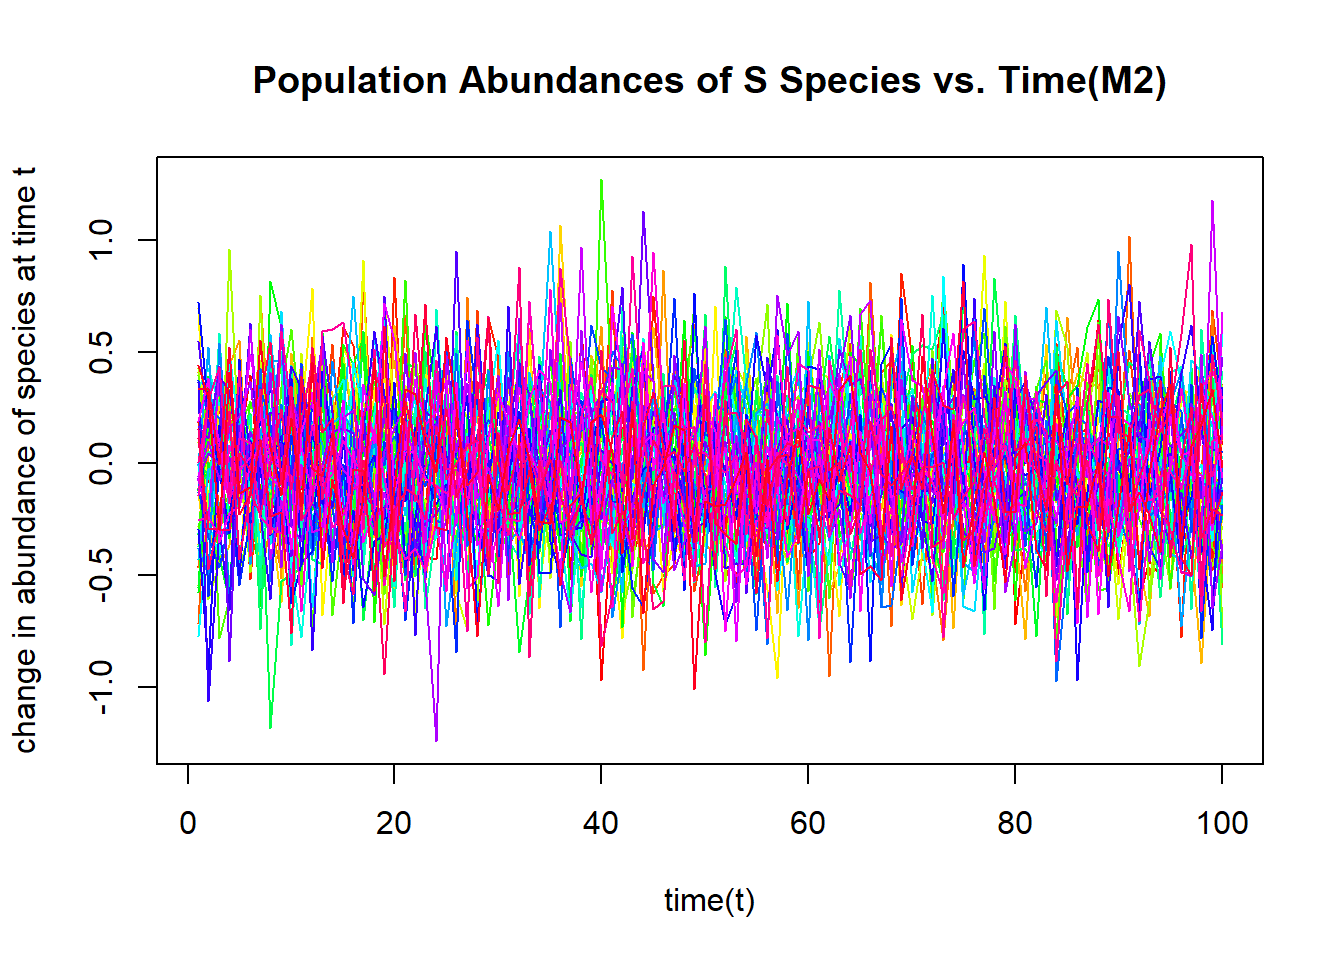 Population Abundances of S Species vs. Time(M2)
change in abundance of species at time t
1.0
0.5
0.0
-0.5
-1.0
0 20 40 60 80 100
time(t)